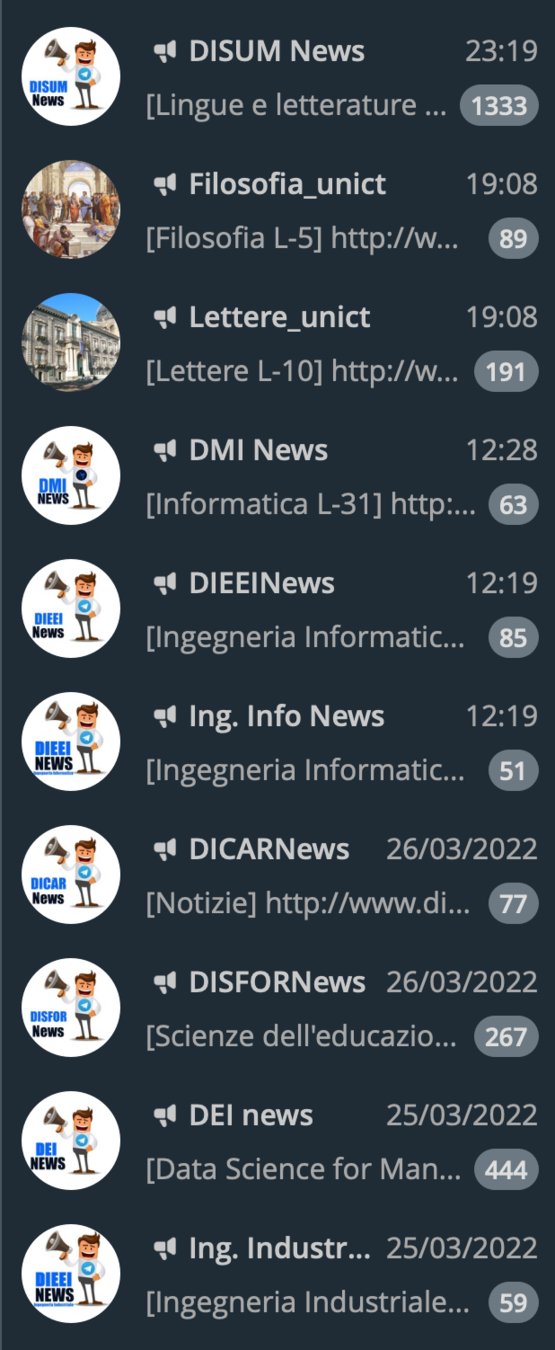 DISUM News 23:19
DISUM
News
[Lingue e letterature ... 1333
Filosofia_unict 19:08
[Filosofia L-5] http://w... 89
Lettere_unict 19:08
[Lettere L-10] http://w... 191
DMI News 12:28
DMI
NEWS
[Informatica L-31] http:... 63
DIEEINews 12:19
DIEEI
News
[Ingegneria Informatic... 85
Ing. Info News 12:19
DIEEI
NEWS
Ingegneria Informatica
[Ingegneria Informatic... 51
DICARNews 26/03/2022
DICAR
News
[Notizie] http://www.di... 77
DISFORNews 26/03/2022
DISFOR
News
[Scienze dell'educazio... 267
DEI news 25/03/2022
DEI
NEWS
[Data Science for Man... 444
Ing. Industr... 25/03/2022
DIEEI
NEWS
Ingegneria Industriale
[Ingegneria Industriale... 59